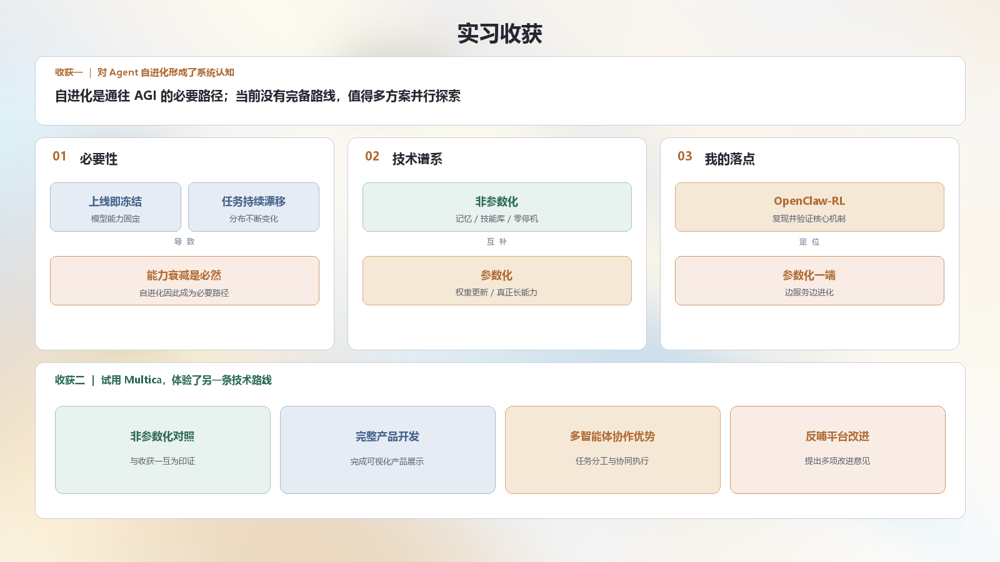 实习收获
收获一 | 对 Agent 自进化形成了系统认知
自进化是通往 AGI 的必要路径；当前没有完备路线，值得多方案并行探索
01 必要性
上线即冻结
模型能力固定
任务持续漂移
分布不断变化
导 致
能力衰减是必然
自进化因此成为必要路径
02 技术谱系
非参数化
记忆 / 技能库 / 零停机
互 补
参数化
权重更新 / 真正长能力
03 我的落点
OpenClaw-RL
复现并验证核心机制
定 位
参数化一端
边服务边进化
收获二 | 试用 Multica，体验了另一条技术路线
非参数化对照
与收获一互为印证
完整产品开发
完成可视化产品展示
多智能体协作优势
任务分工与协同执行
反哺平台改进
提出多项改进意见